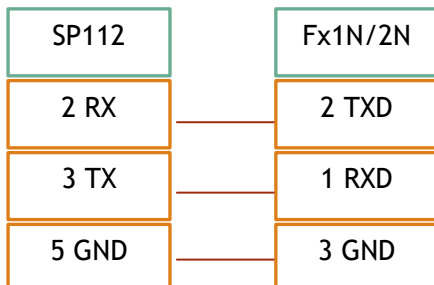 SP112 Fx1N/2N
2 RX 2 TXD
3 TX 1 RXD
5 GND 3 GND